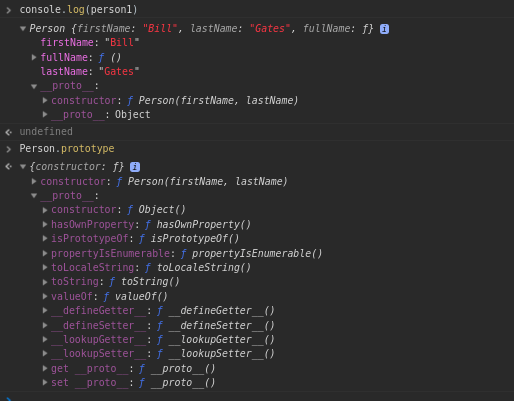 console.log(person1)
Person {firstName: "Bill", lastName: "Gates", fullName: ƒ} i
firstName: "Bill"
fullName: ƒ ()
lastName: "Gates"
__proto__:
constructor: ƒ Person(firstName, lastName)
__proto__: Object
undefined
Person.prototype
{constructor: ƒ} i
constructor: ƒ Person(firstName, lastName)
__proto__:
constructor: ƒ Object()
hasOwnProperty: ƒ hasOwnProperty()
isPrototypeOf: ƒ isPrototypeOf()
propertyIsEnumerable: ƒ propertyIsEnumerable()
toLocaleString: ƒ toLocaleString()
toString: ƒ toString()
valueOf: ƒ valueOf()
__defineGetter__: ƒ __defineGetter__()
__defineSetter__: ƒ __defineSetter__()
__lookupGetter__: ƒ __lookupGetter__()
__lookupSetter__: ƒ __lookupSetter__()
get __proto__: ƒ __proto__()
set __proto__: ƒ __proto__()